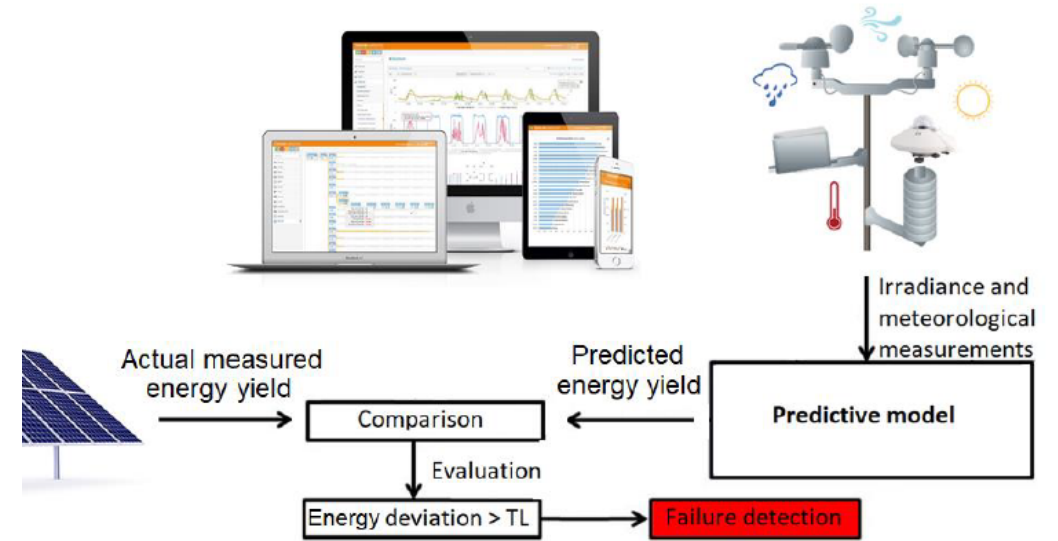 Irradiance and
meteorological
measurements
Actual measured
energy yield
Predicted
energy yield
Comparison
Predictive model
Evaluation
Energy deviation > TL
Failure detection